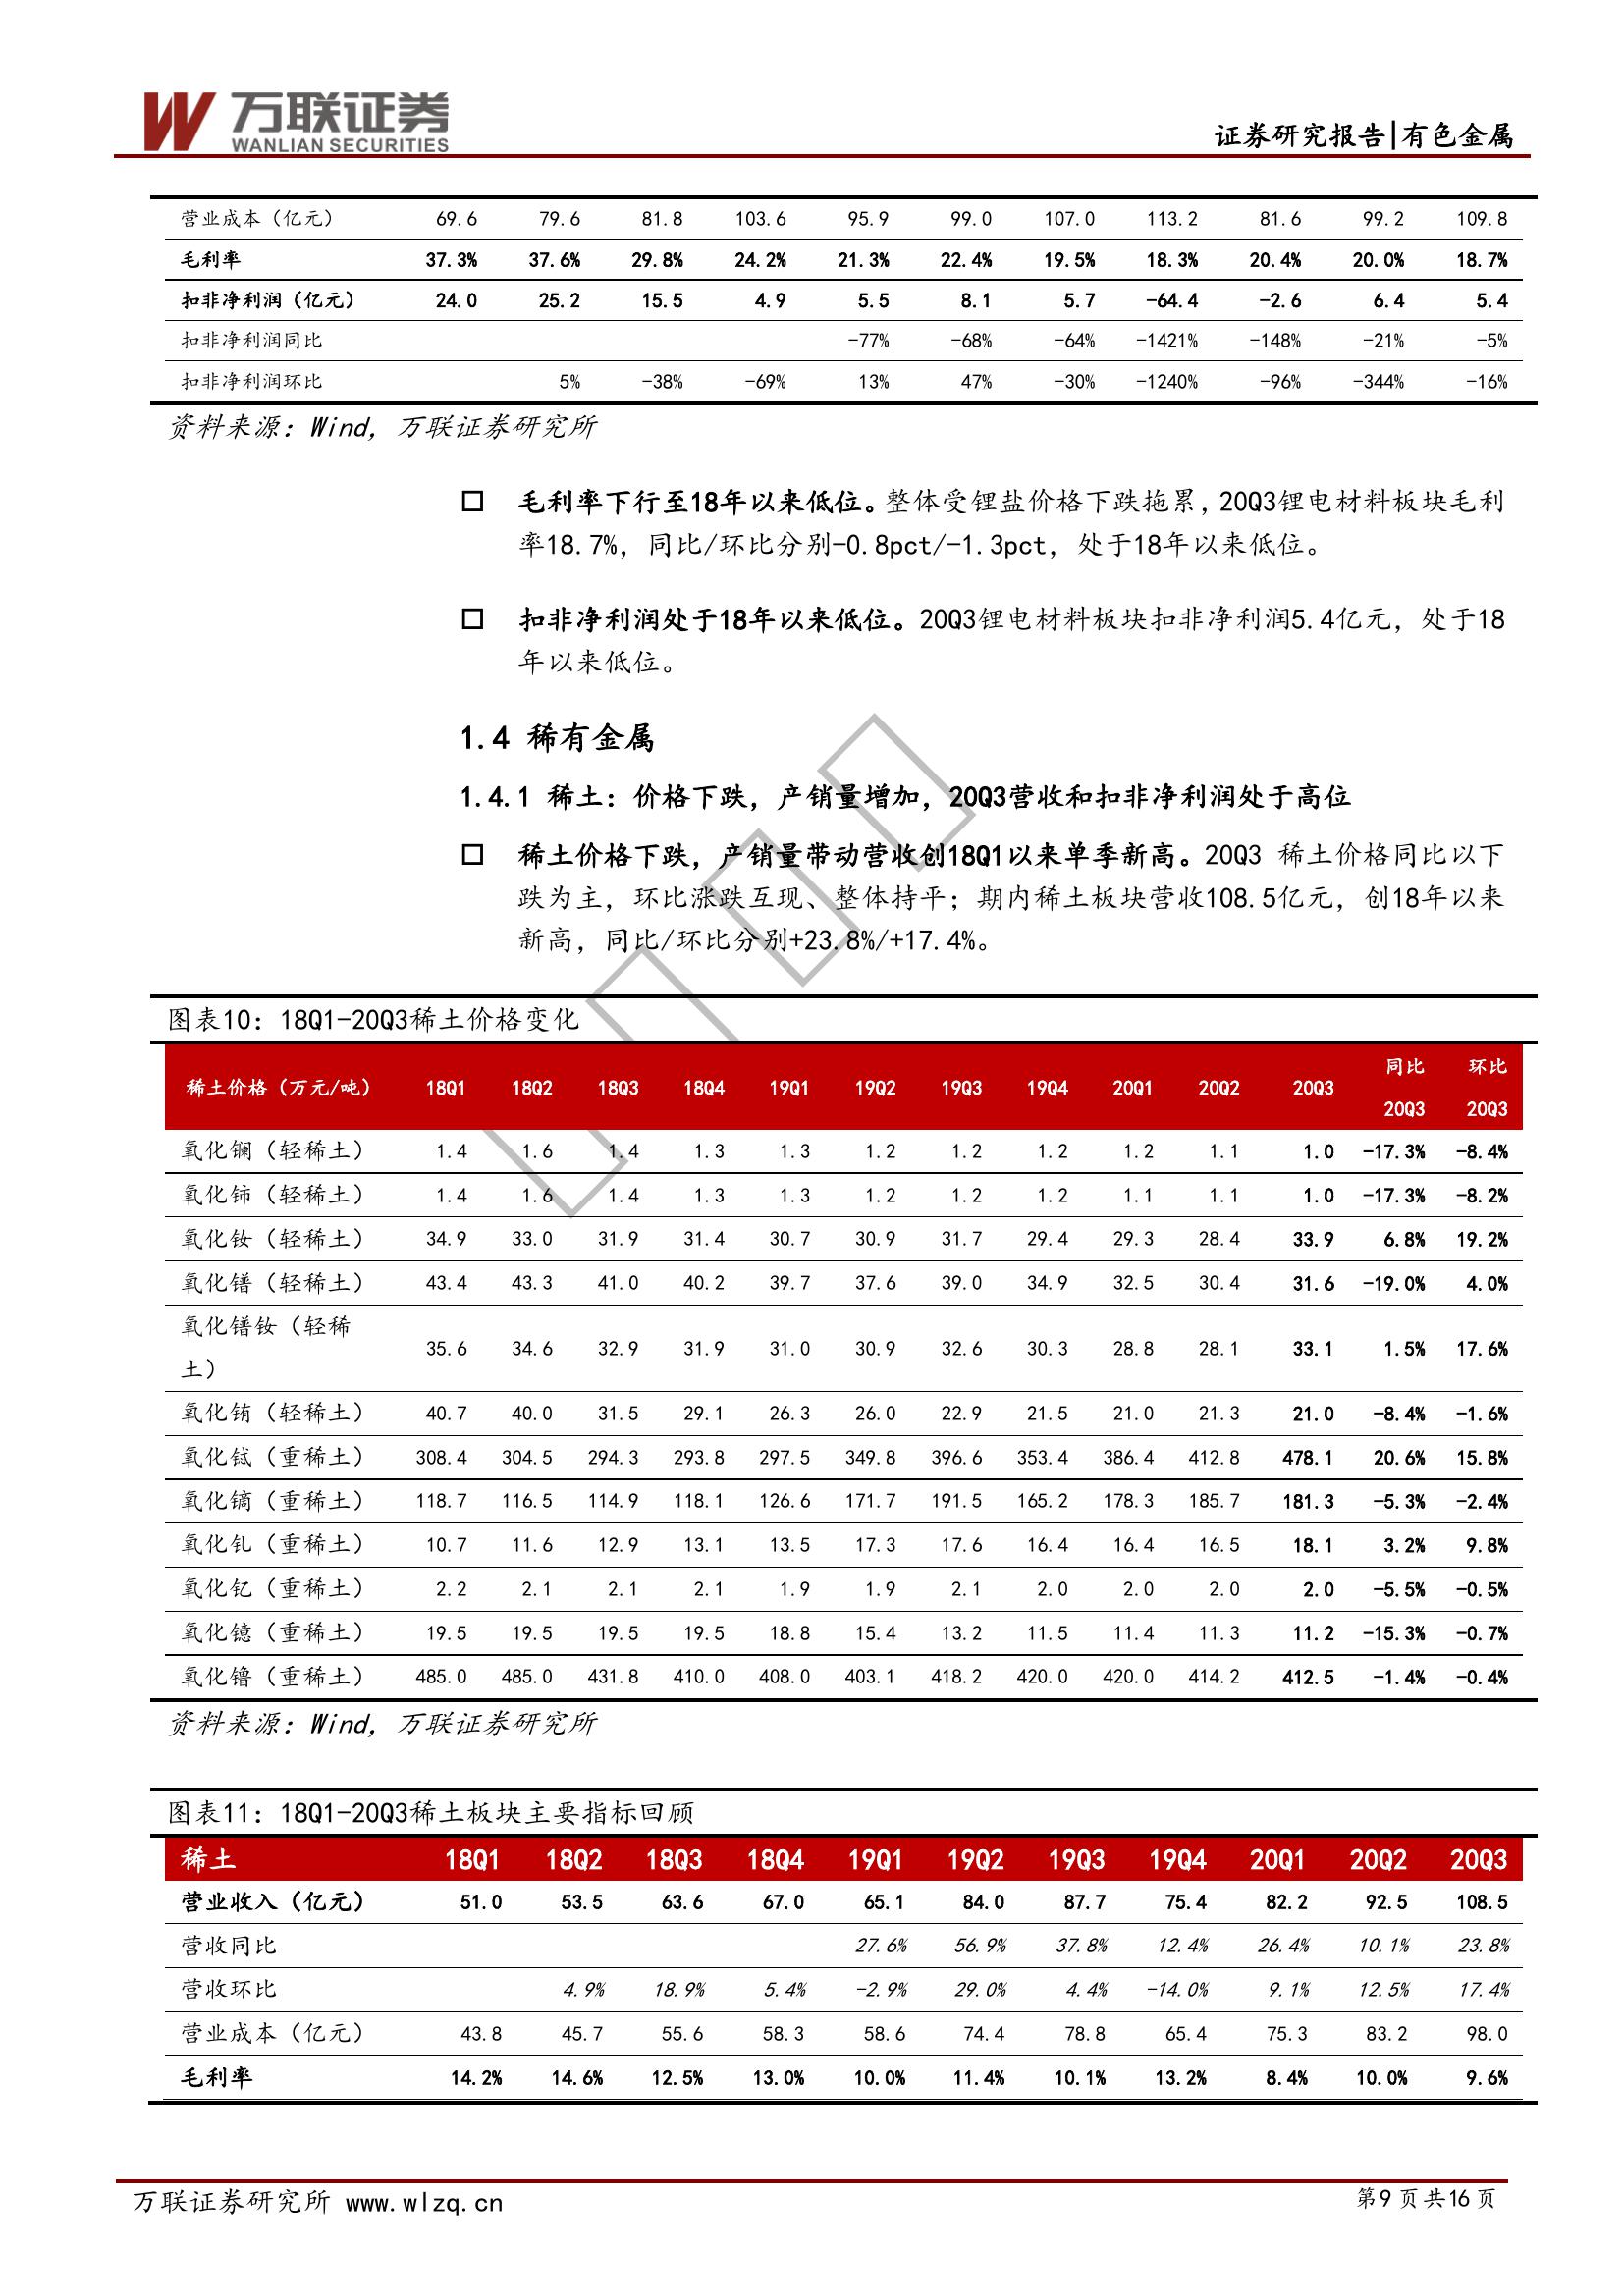 万联证券
WANLIAN SECURITIES
证券研究报告|有色金属
营业成本（亿元） 69.6 79.6 81.8 103.6 95.9 99.0 107.0 113.2 81.6 99.2 109.8
毛利率 37.3% 37.6% 29.8% 24.2% 21.3% 22.4% 19.5% 18.3% 20.4% 20.0% 18.7%
扣非净利润（亿元） 24.0 25.2 15.5 4.9 5.5 8.1 5.7 -64.4 -2.6 6.4 5.4
扣非净利润同比 -77% -68% -64% -1421% -148% -21% -5%
扣非净利润环比 5% -38% -69% 13% 47% -30% -1240% -96% -344% -16%
资料来源：Wind，万联证券研究所
□ 毛利率下行至18年以来低位。整体受锂盐价格下跌拖累，20Q3锂电材料板块毛利
率18.7%，同比/环比分别-0.8pct/-1.3pct，处于18年以来低位。
□ 扣非净利润处于18年以来低位。20Q3锂电材料板块扣非净利润5.4亿元，处于18
年以来低位。
1.4 稀有金属
1.4.1 稀土：价格下跌，产销量增加，20Q3营收和扣非净利润处于高位
□ 稀土价格下跌，产销量带动营收创18Q1以来单季新高。20Q3 稀土价格同比以下
跌为主，环比涨跌互现、整体持平；期内稀土板块营收108.5亿元，创18年以来
新高，同比/环比分别+23.8%/+17.4%。
图表10：18Q1-20Q3稀土价格变化
稀土价格（万元/吨） 18Q1 18Q2 18Q3 18Q4 19Q1 19Q2 19Q3 19Q4 20Q1 20Q2 20Q3 同比 环比
20Q3 20Q3
氧化镧（轻稀土） 1.4 1.6 1.4 1.3 1.3 1.2 1.2 1.2 1.2 1.1 1.0 -17.3% -8.4%
氧化铈（轻稀土） 1.4 1.6 1.4 1.3 1.3 1.2 1.2 1.2 1.1 1.1 1.0 -17.3% -8.2%
氧化钕（轻稀土） 34.9 33.0 31.9 31.4 30.7 30.9 31.7 29.4 29.3 28.4 33.9 6.8% 19.2%
氧化镨（轻稀土） 43.4 43.3 41.0 40.2 39.7 37.6 39.0 34.9 32.5 30.4 31.6 -19.0% 4.0%
氧化镨钕（轻稀
土） 35.6 34.6 32.9 31.9 31.0 30.9 32.6 30.3 28.8 28.1 33.1 1.5% 17.6%
氧化铕（轻稀土） 40.7 40.0 31.5 29.1 26.3 26.0 22.9 21.5 21.0 21.3 21.0 -8.4% -1.6%
氧化铽（重稀土） 308.4 304.5 294.3 293.8 297.5 349.8 396.6 353.4 386.4 412.8 478.1 20.6% 15.8%
氧化镝（重稀土） 118.7 116.5 114.9 118.1 126.6 171.7 191.5 165.2 178.3 185.7 181.3 -5.3% -2.4%
氧化钆（重稀土） 10.7 11.6 12.9 13.1 13.5 17.3 17.6 16.4 16.4 16.5 18.1 3.2% 9.8%
氧化钇（重稀土） 2.2 2.1 2.1 2.1 1.9 1.9 2.1 2.0 2.0 2.0 2.0 -5.5% -0.5%
氧化镱（重稀土） 19.5 19.5 19.5 19.5 18.8 15.4 13.2 11.5 11.4 11.3 11.2 -15.3% -0.7%
氧化镥（重稀土） 485.0 485.0 431.8 410.0 408.0 403.1 418.2 420.0 420.0 414.2 412.5 -1.4% -0.4%
资料来源：Wind，万联证券研究所
图表11：18Q1-20Q3稀土板块主要指标回顾
稀土 18Q1 18Q2 18Q3 18Q4 19Q1 19Q2 19Q3 19Q4 20Q1 20Q2 20Q3
营业收入（亿元） 51.0 53.5 63.6 67.0 65.1 84.0 87.7 75.4 82.2 92.5 108.5
营收同比 27.6% 56.9% 37.8% 12.4% 26.4% 10.1% 23.8%
营收环比 4.9% 18.9% 5.4% -2.9% 29.0% 4.4% -14.0% 9.1% 12.5% 17.4%
营业成本（亿元） 43.8 45.7 55.6 58.3 58.6 74.4 78.8 65.4 75.3 83.2 98.0
毛利率 14.2% 14.6% 12.5% 13.0% 10.0% 11.4% 10.1% 13.2% 8.4% 10.0% 9.6%
万联证券研究所 www.wlzq.cn
第9页共16页